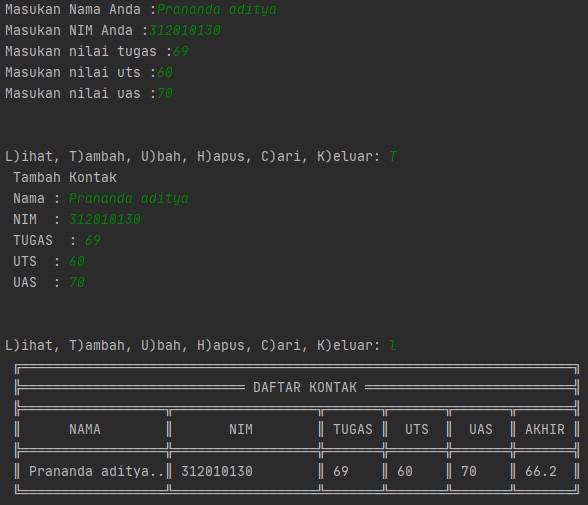 Masukan Nama Anda :Prananda aditya
Masukan NIM Anda :312010130
Masukan nilai tugas :69
Masukan nilai uts :60
Masukan nilai uas :70
L)ihat, T)ambah, U)bah, H)apus, C)ari, K)eluar: T
Tambah Kontak
Nama : Prananda aditya
NIM : 312010130
TUGAS : 69
UTS : 60
UAS : 70
L)ihat, T)ambah, U)bah, H)apus, C)ari, K)eluar: l
DAFTAR KONTAK
NAMA NIM TUGAS UTS UAS AKHIR
Prananda aditya.. 312010130 69 60 70 66.2